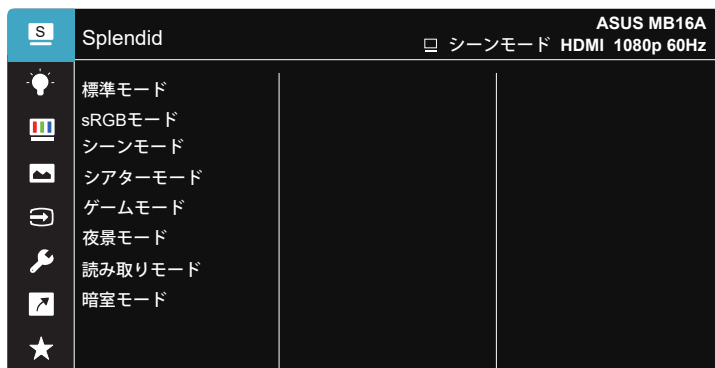 S
Splendid
ASUS MB16A
シーンモード HDMI 1080p 60Hz
標準モード
sRGBモード
シーンモード
シアターモード
ゲームモード
夜景モード
読み取りモード
暗室モード